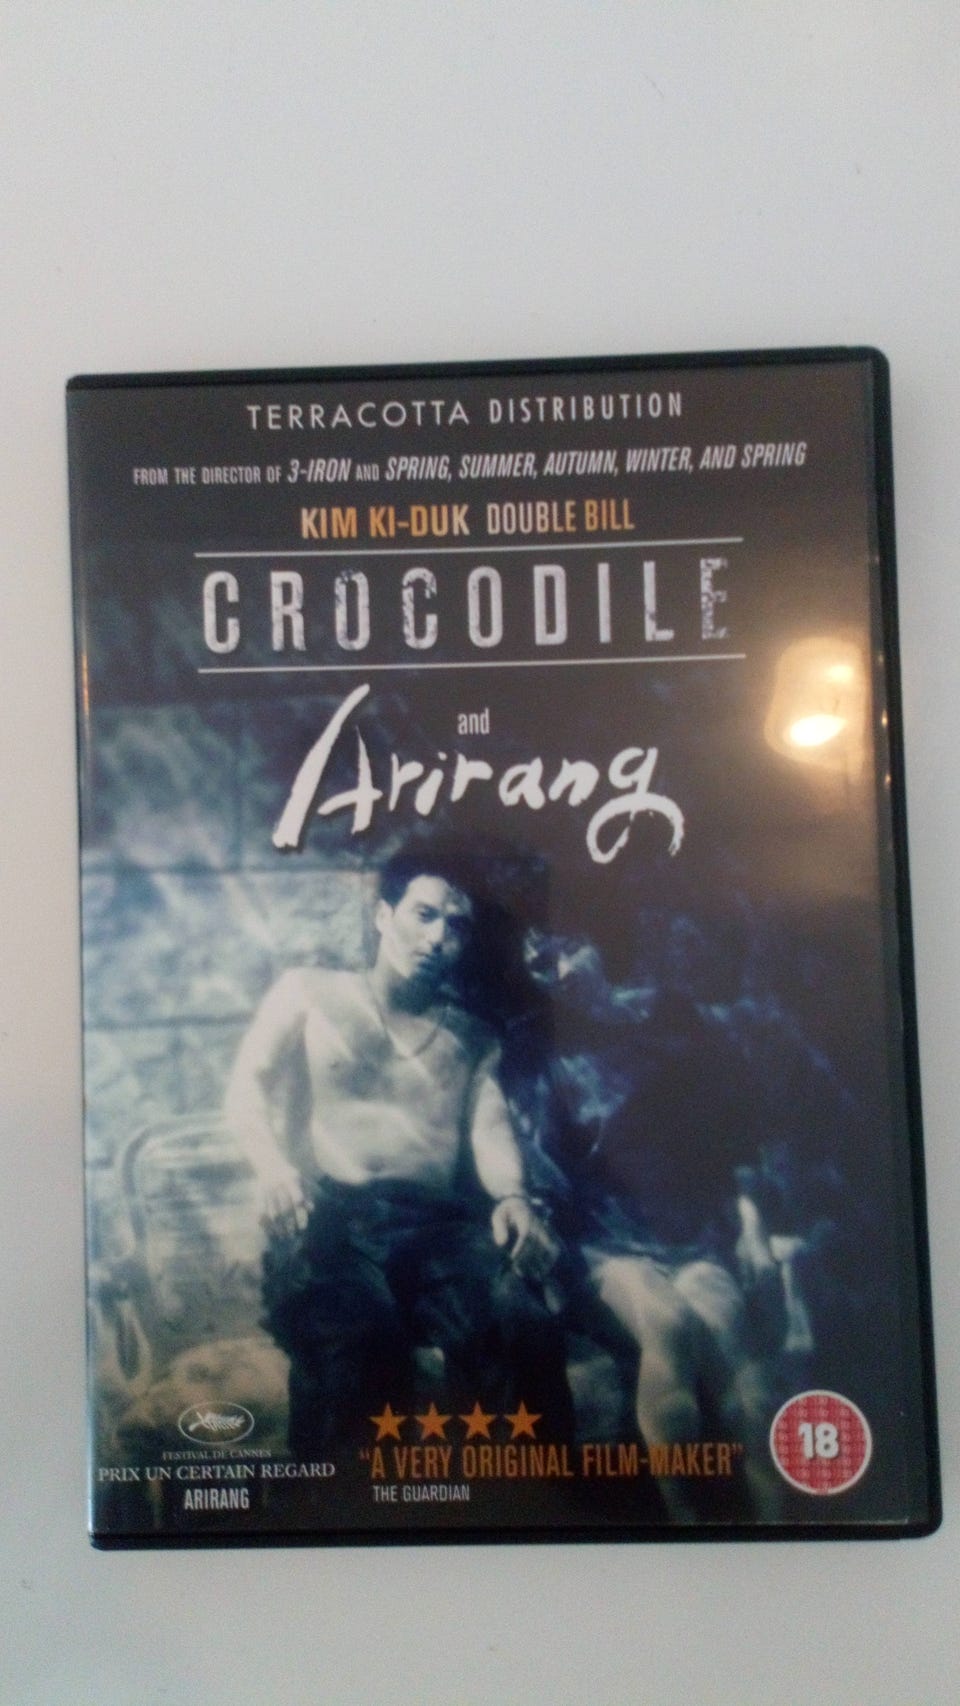 TERRACOTTA DISTRIBUTION
FROM THE DIRECTOR OF 3-IRON AND SPRING, SUMMER, AUTUMN, WINTER, AND SPRING
KIM KI-DUK DOUBLE BILL
CROCODILE
and
Arirang
FESTIVAL DE CANNES
PRIX UN CERTAIN REGARD
ARIRANG
"A VERY ORIGINAL FILM-MAKER"
THE GUARDIAN
18